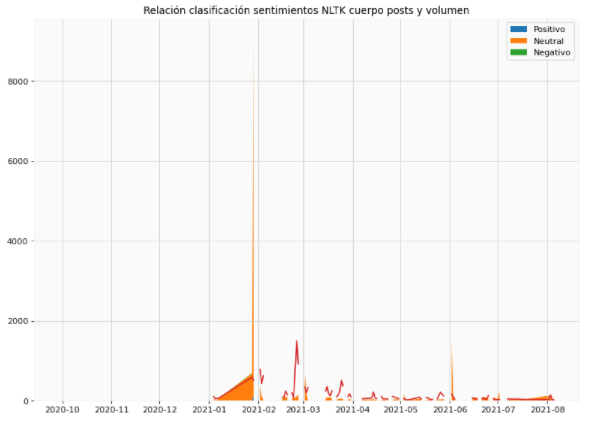 Relación clasificación sentimientos NLTK cuerpo posts y volumen
Positivo
Neutral
Negativo
8000
6000
4000
2000
0
2020-10 2020-11 2020-12 2021-01 2021-02 2021-03 2021-04 2021-05 2021-06 2021-07 2021-08